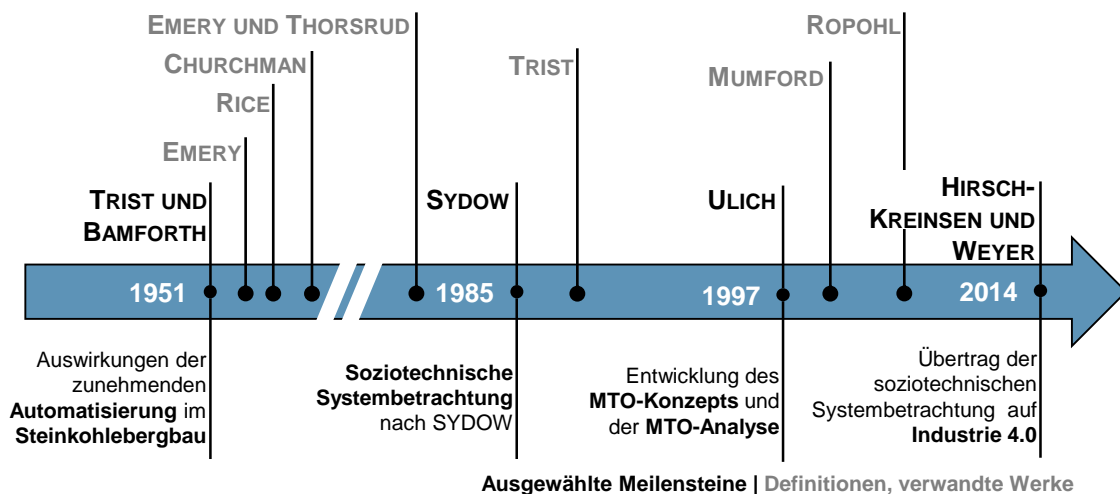 EMERY UND THORSRUD
ROPOHL
CHURCHMAN
TRIST
MUMFORD
RICE
EMERY
TRIST UND
BAMFORTH
SYDOW
ULICH
HIRSCH-
KREINSEN UND
WEYER
1951
1985
1997
2014
Auswirkungen der
zunehmenden
Automatisierung im
Steinkohlebergbau
Soziotechnische
Systembetrachtung
nach SYDOW
Entwicklung des
MTO-Konzepts und
der MTO-Analyse
Übertrag der
soziotechnischen
Systembetrachtung auf
Industrie 4.0
Ausgewählte Meilensteine | Definitionen, verwandte Werke